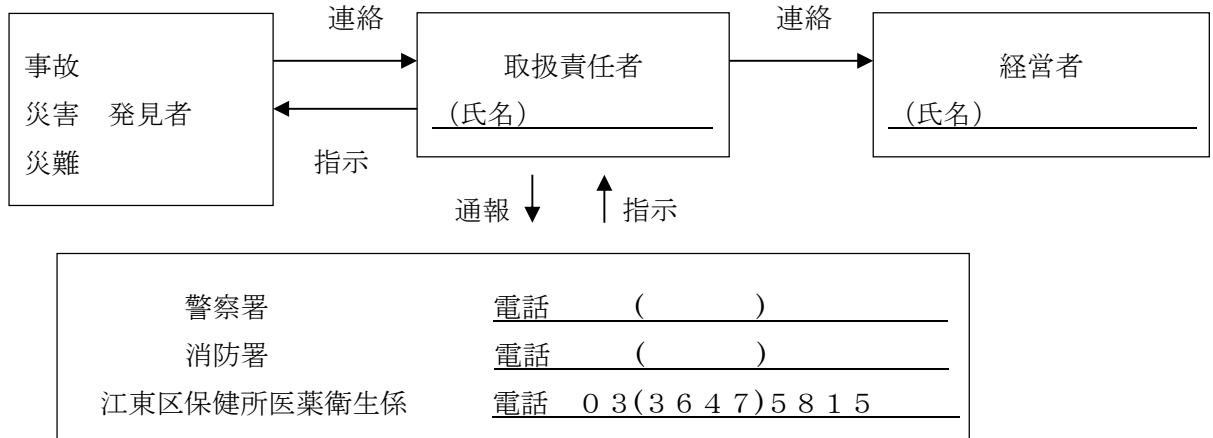 連絡
連絡
事故
災害　発見者
災難
取扱責任者
（氏名）
経営者
（氏名）
指示
通報
指示
警察署　電話　（　　　）
消防署　電話　（　　　）
江東区保健所医薬衛生係　電話　０３(３６４７)５８１５